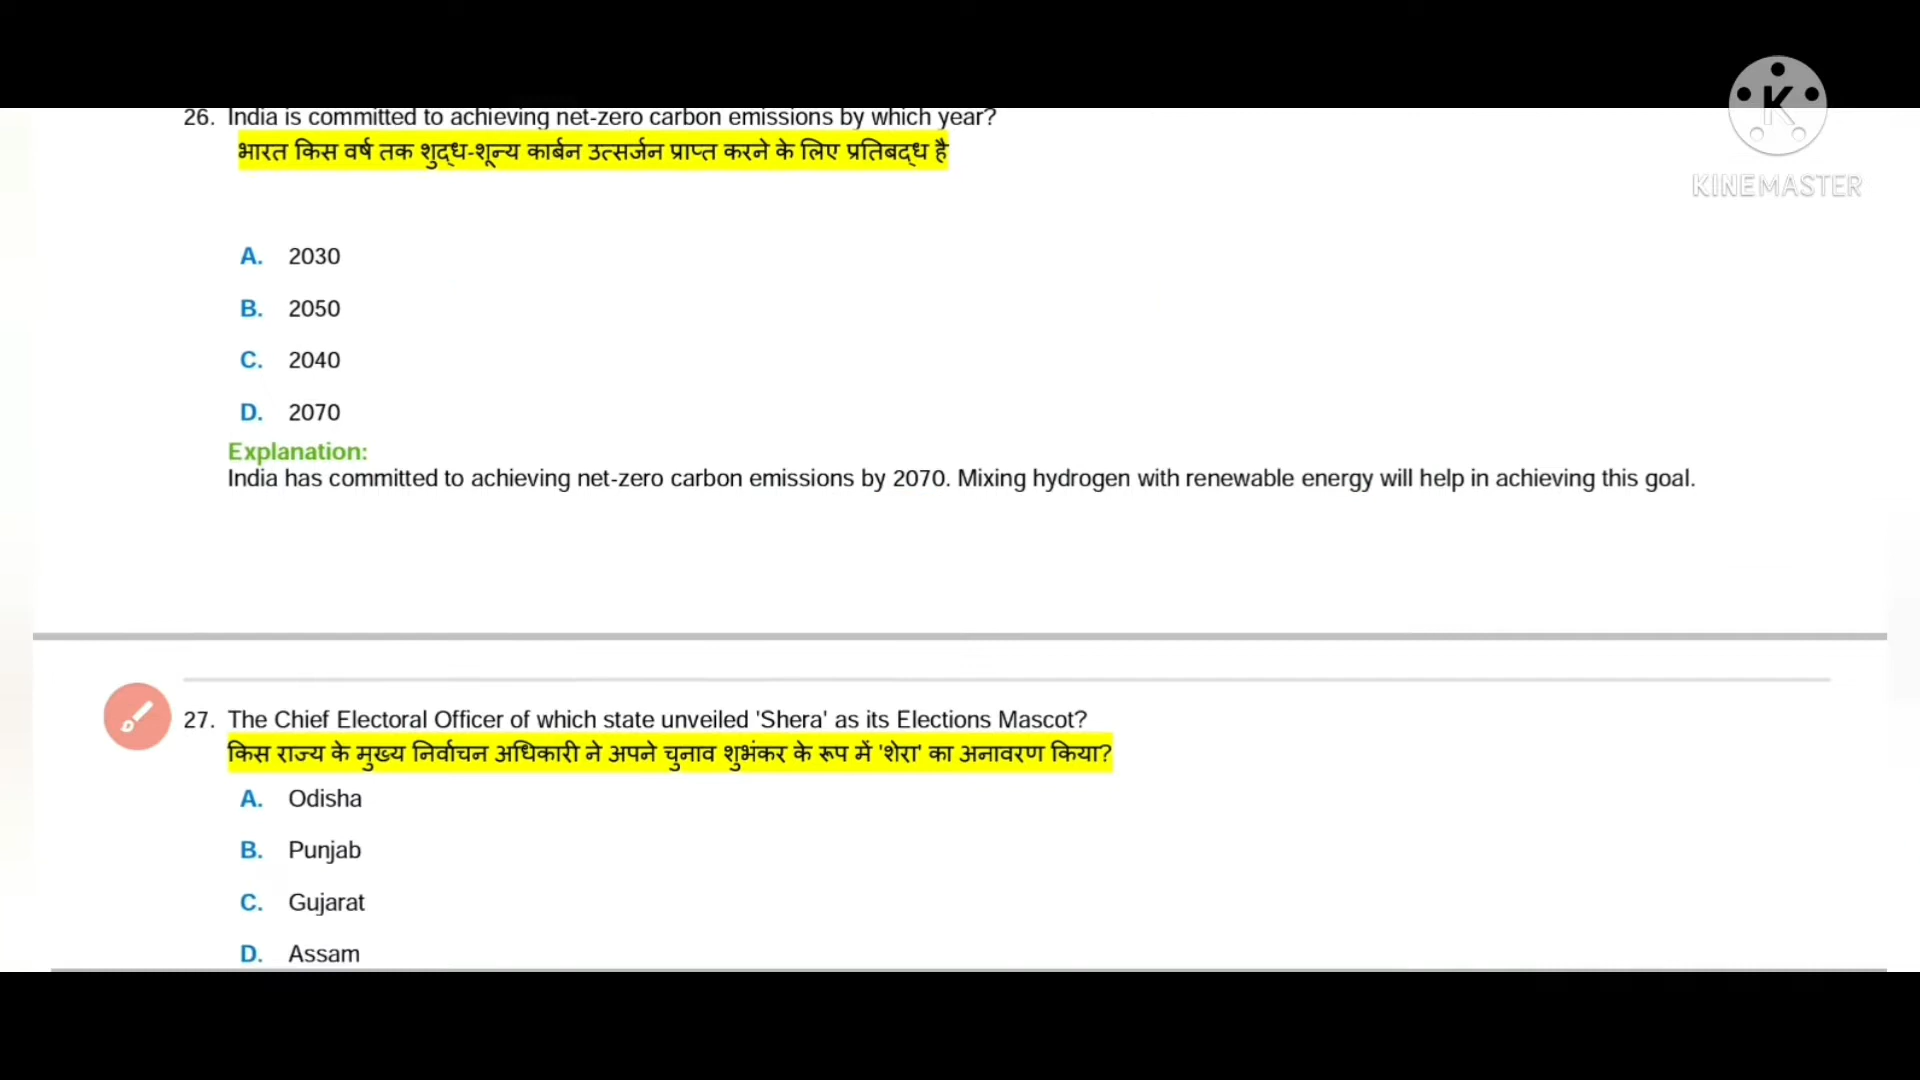 26. India is committed to achieving net-zero carbon emissions by which year?
भारत किस वर्ष तक शुद्ध-शून्य कार्बन उत्सर्जन प्राप्त करने के लिए प्रतिबद्ध है
K
KINEMASTER
A. 2030
B. 2050
C. 2040
D. 2070
Explanation:
India has committed to achieving net-zero carbon emissions by 2070. Mixing hydrogen with renewable energy will help in achieving this goal.
27. The Chief Electoral Officer of which state unveiled 'Shera' as its Elections Mascot?
किस राज्य के मुख्य निर्वाचन अधिकारी ने अपने चुनाव शुभंकर के रूप में 'शेरा' का अनावरण किया?
A. Odisha
B. Punjab
C. Gujarat
D. Assam